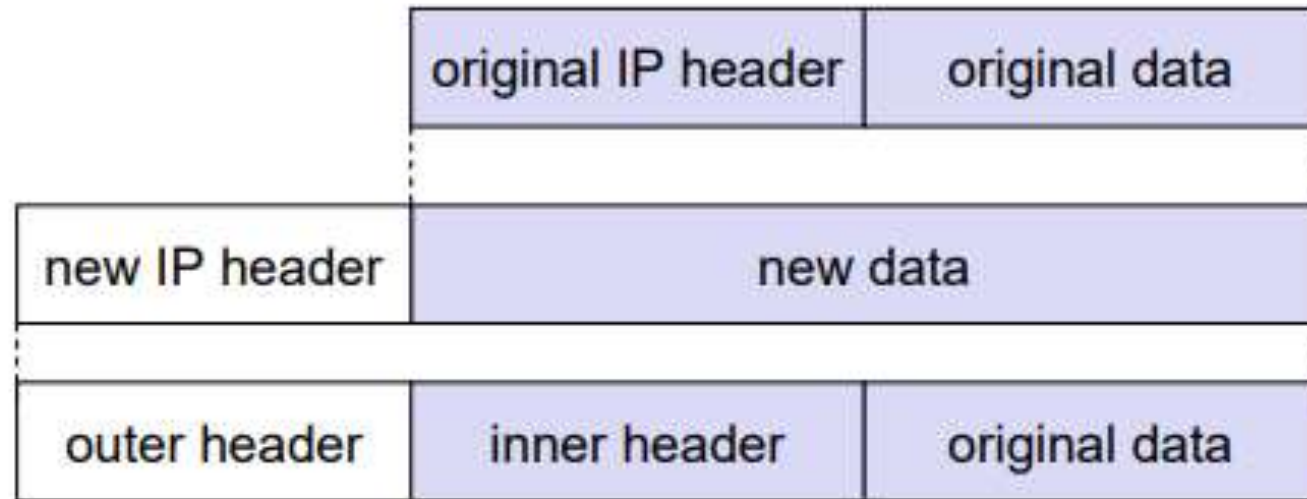 original IP header original data
new IP header new data
outer header inner header original data